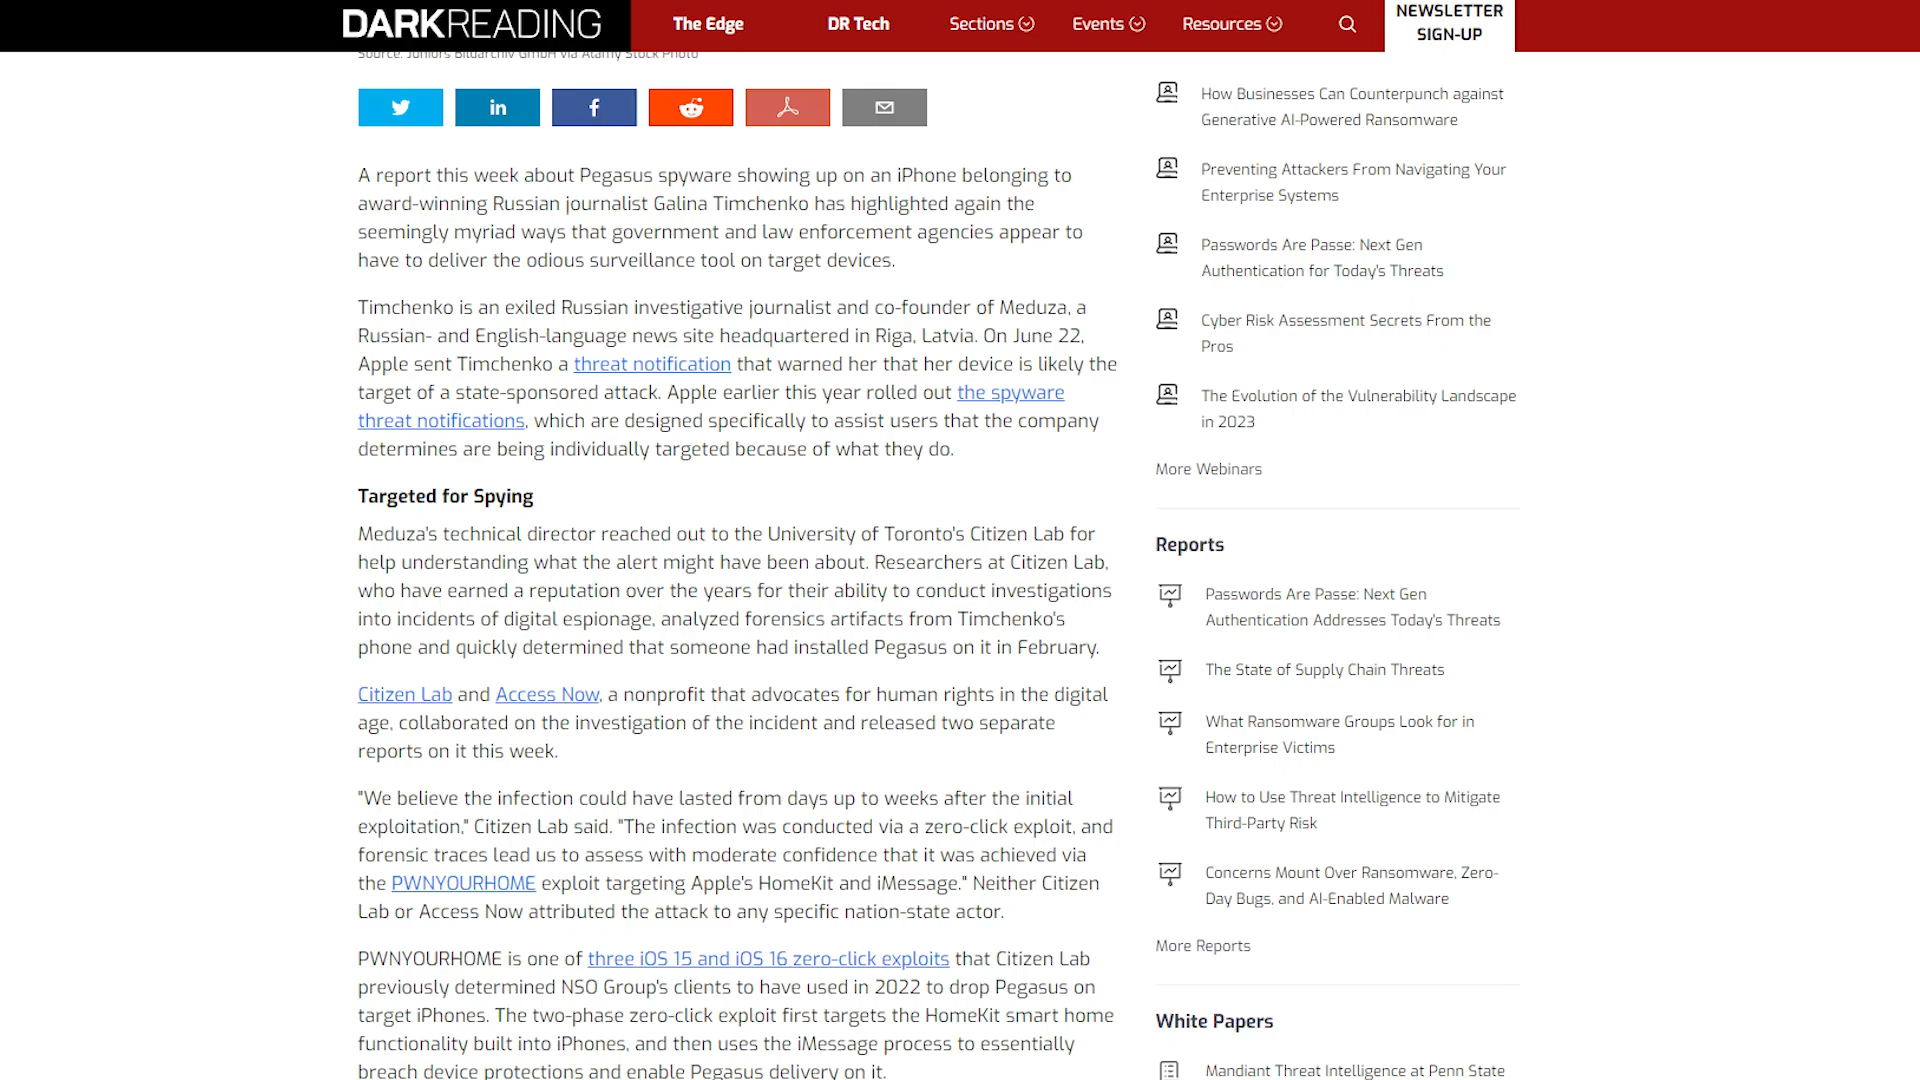 DARKREADING
The Edge
DR Tech
Sections
Events
Resources
NEWSLETTER
SIGN-UP
Source: Juniors Bildarchiv GmbH via Alamy Stock Photo
A report this week about Pegasus spyware showing up on an iPhone belonging to
award-winning Russian journalist Galina Timchenko has highlighted again the
seemingly myriad ways that government and law enforcement agencies appear to
have to deliver the odious surveillance tool on target devices.
Timchenko is an exiled Russian investigative journalist and co-founder of Meduza, a
Russian- and English-language news site headquartered in Riga, Latvia. On June 22,
Apple sent Timchenko a threat notification that warned her that her device is likely the
target of a state-sponsored attack. Apple earlier this year rolled out the spyware
threat notifications, which are designed specifically to assist users that the company
determines are being individually targeted because of what they do.
Targeted for Spying
Meduza's technical director reached out to the University of Toronto's Citizen Lab for
help understanding what the alert might have been about. Researchers at Citizen Lab,
who have earned a reputation over the years for their ability to conduct investigations
into incidents of digital espionage, analyzed forensics artifacts from Timchenko's
phone and quickly determined that someone had installed Pegasus on it in February.
Citizen Lab and Access Now, a nonprofit that advocates for human rights in the digital
age, collaborated on the investigation of the incident and released two separate
reports on it this week.
"We believe the infection could have lasted from days up to weeks after the initial
exploitation," Citizen Lab said. "The infection was conducted via a zero-click exploit, and
forensic traces lead us to assess with moderate confidence that it was achieved via
the PWNYOURHOME exploit targeting Apple's HomeKit and iMessage." Neither Citizen
Lab or Access Now attributed the attack to any specific nation-state actor.
PWNYOURHOME is one of three iOS 15 and iOS 16 zero-click exploits that Citizen Lab
previously determined NSO Group's clients to have used in 2022 to drop Pegasus on
target iPhones. The two-phase zero-click exploit first targets the HomeKit smart home
functionality built into iPhones, and then uses the iMessage process to essentially
breach device protections and enable Pegasus delivery on it.
How Businesses Can Counterpunch against
Generative AI-Powered Ransomware
Preventing Attackers From Navigating Your
Enterprise Systems
Passwords Are Passe: Next Gen
Authentication for Today's Threats
Cyber Risk Assessment Secrets From the
Pros
The Evolution of the Vulnerability Landscape
in 2023
More Webinars
Reports
Passwords Are Passe: Next Gen
Authentication Addresses Today's Threats
The State of Supply Chain Threats
What Ransomware Groups Look for in
Enterprise Victims
How to Use Threat Intelligence to Mitigate
Third-Party Risk
Concerns Mount Over Ransomware, Zero-
Day Bugs, and AI-Enabled Malware
More Reports
White Papers
Mandiant Threat Intelligence at Penn State